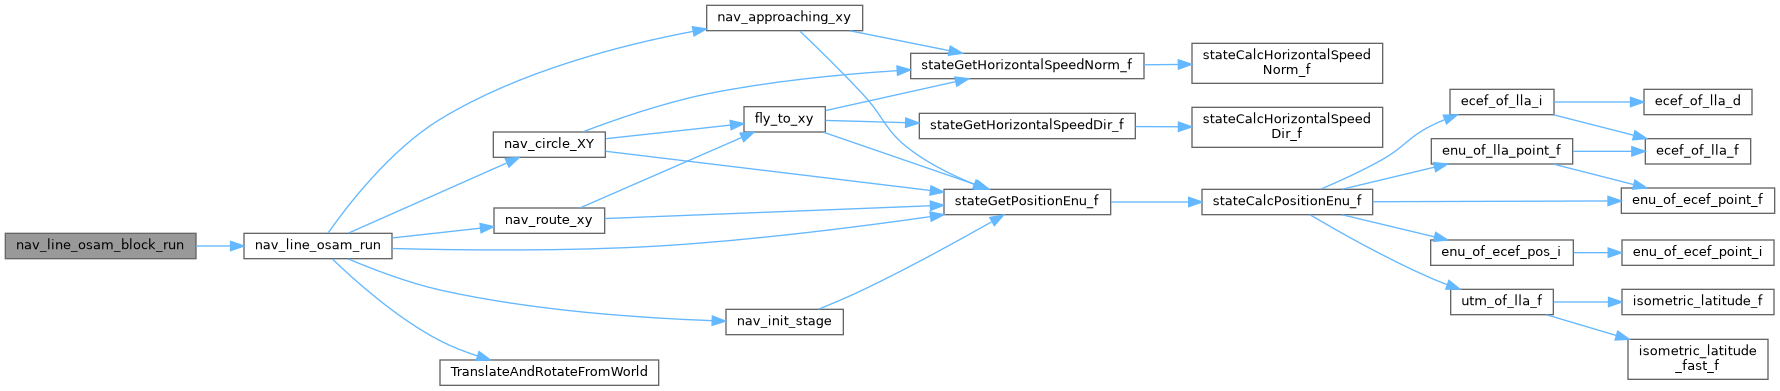 nav_line_osam_block_run
nav_line_osam_run
nav_approaching_xy
nav_circle_XY
nav_route_xy
nav_init_stage
TranslateAndRotateFromWorld
fly_to_xy
stateGetHorizontalSpeedNorm_f
stateGetHorizontalSpeedDir_f
stateGetPositionEnu_f
stateCalcHorizontalSpeed
Norm_f
stateCalcHorizontalSpeed
Dir_f
stateCalcPositionEnu_f
ecef_of_lla_i
enu_of_lla_point_f
enu_of_ecef_pos_i
utm_of_lla_f
ecef_of_lla_d
ecef_of_lla_f
enu_of_ecef_point_f
enu_of_ecef_point_i
isometric_latitude_f
isometric_latitude
_fast_f